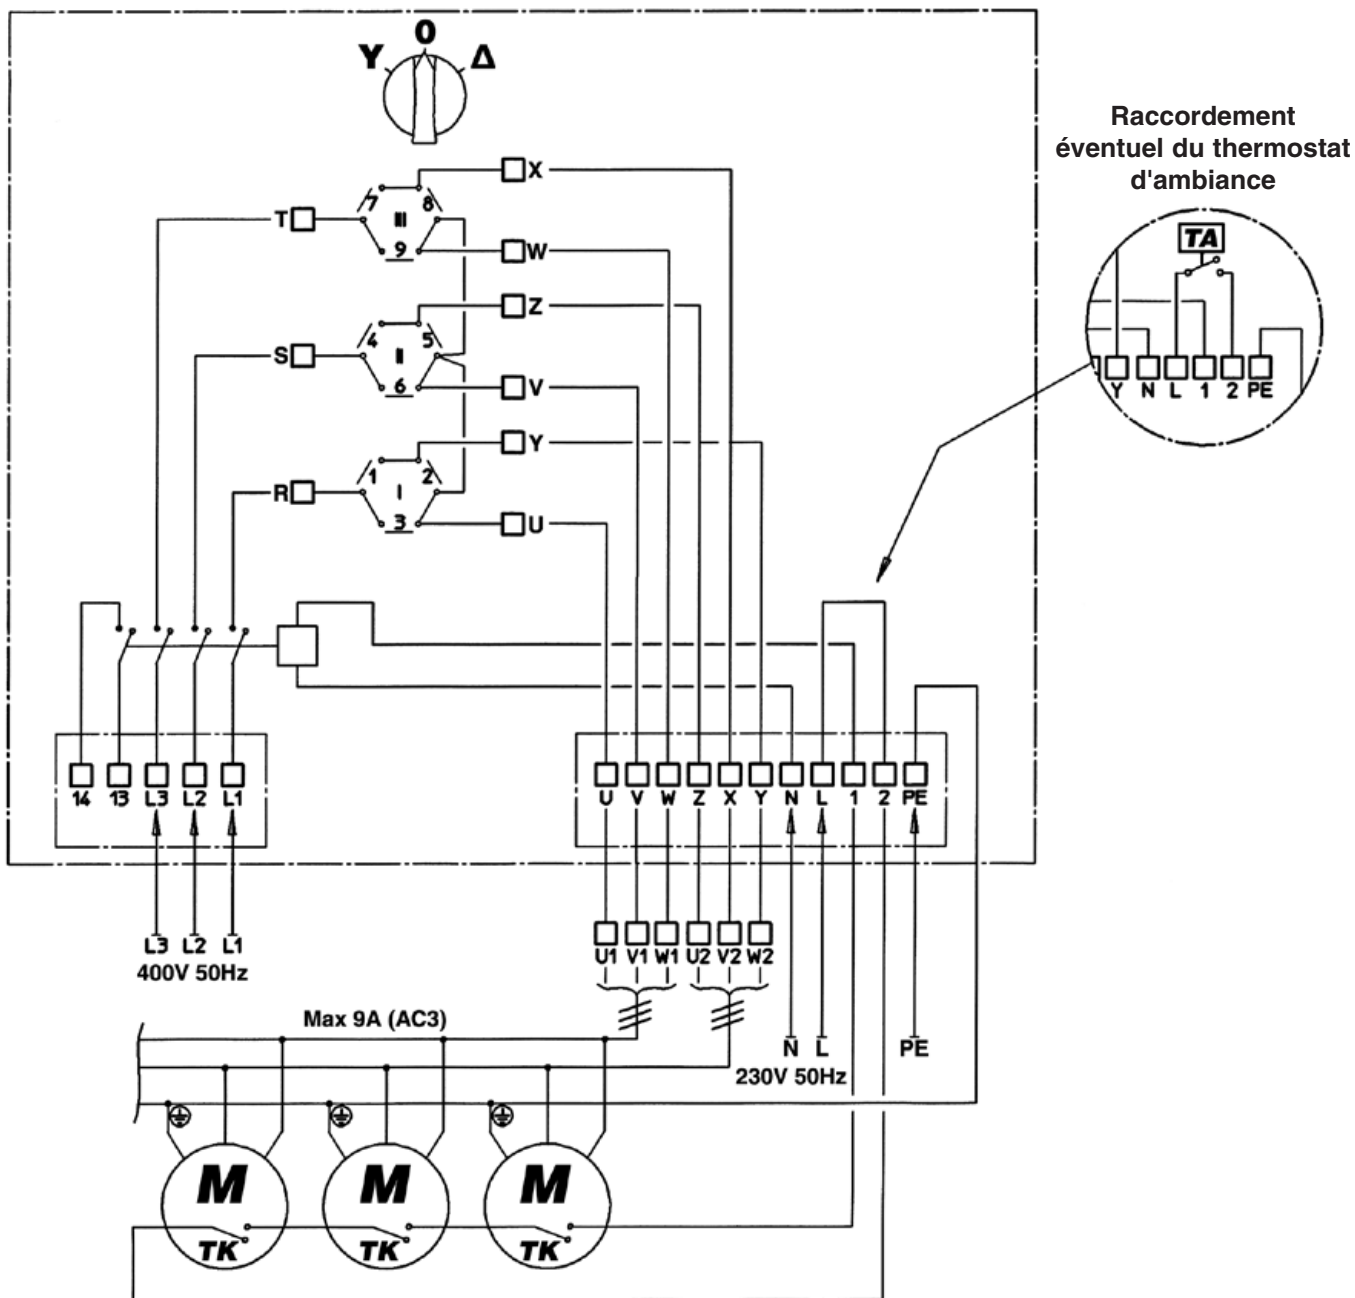 Y O Δ
Raccordement
éventuel du thermostat
d'ambiance
TA
Y N L 1 2 PE
X
7 8
T III
9 W
Z
4 5
S II
6 V
Y
1 2
R I
3 U
14 13 L3 L2 L1
U V W Z X Y N L 1 2 PE
L3 L2 L1
400V 50Hz
U1 V1 W1 U2 V2 W2
Max 9A (AC3)
N L PE
230V 50Hz
M M M
TK TK TK